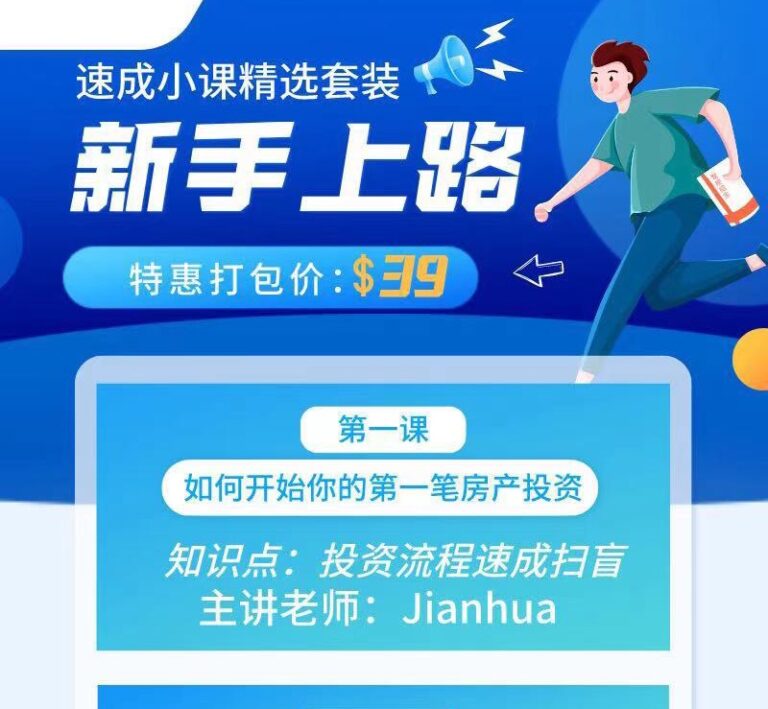 速成小课精选套装
新手上路
特惠打包价:$39
第一课
如何开始你的第一笔房产投资
知识点：投资流程速成扫盲
主讲老师：Jianhua